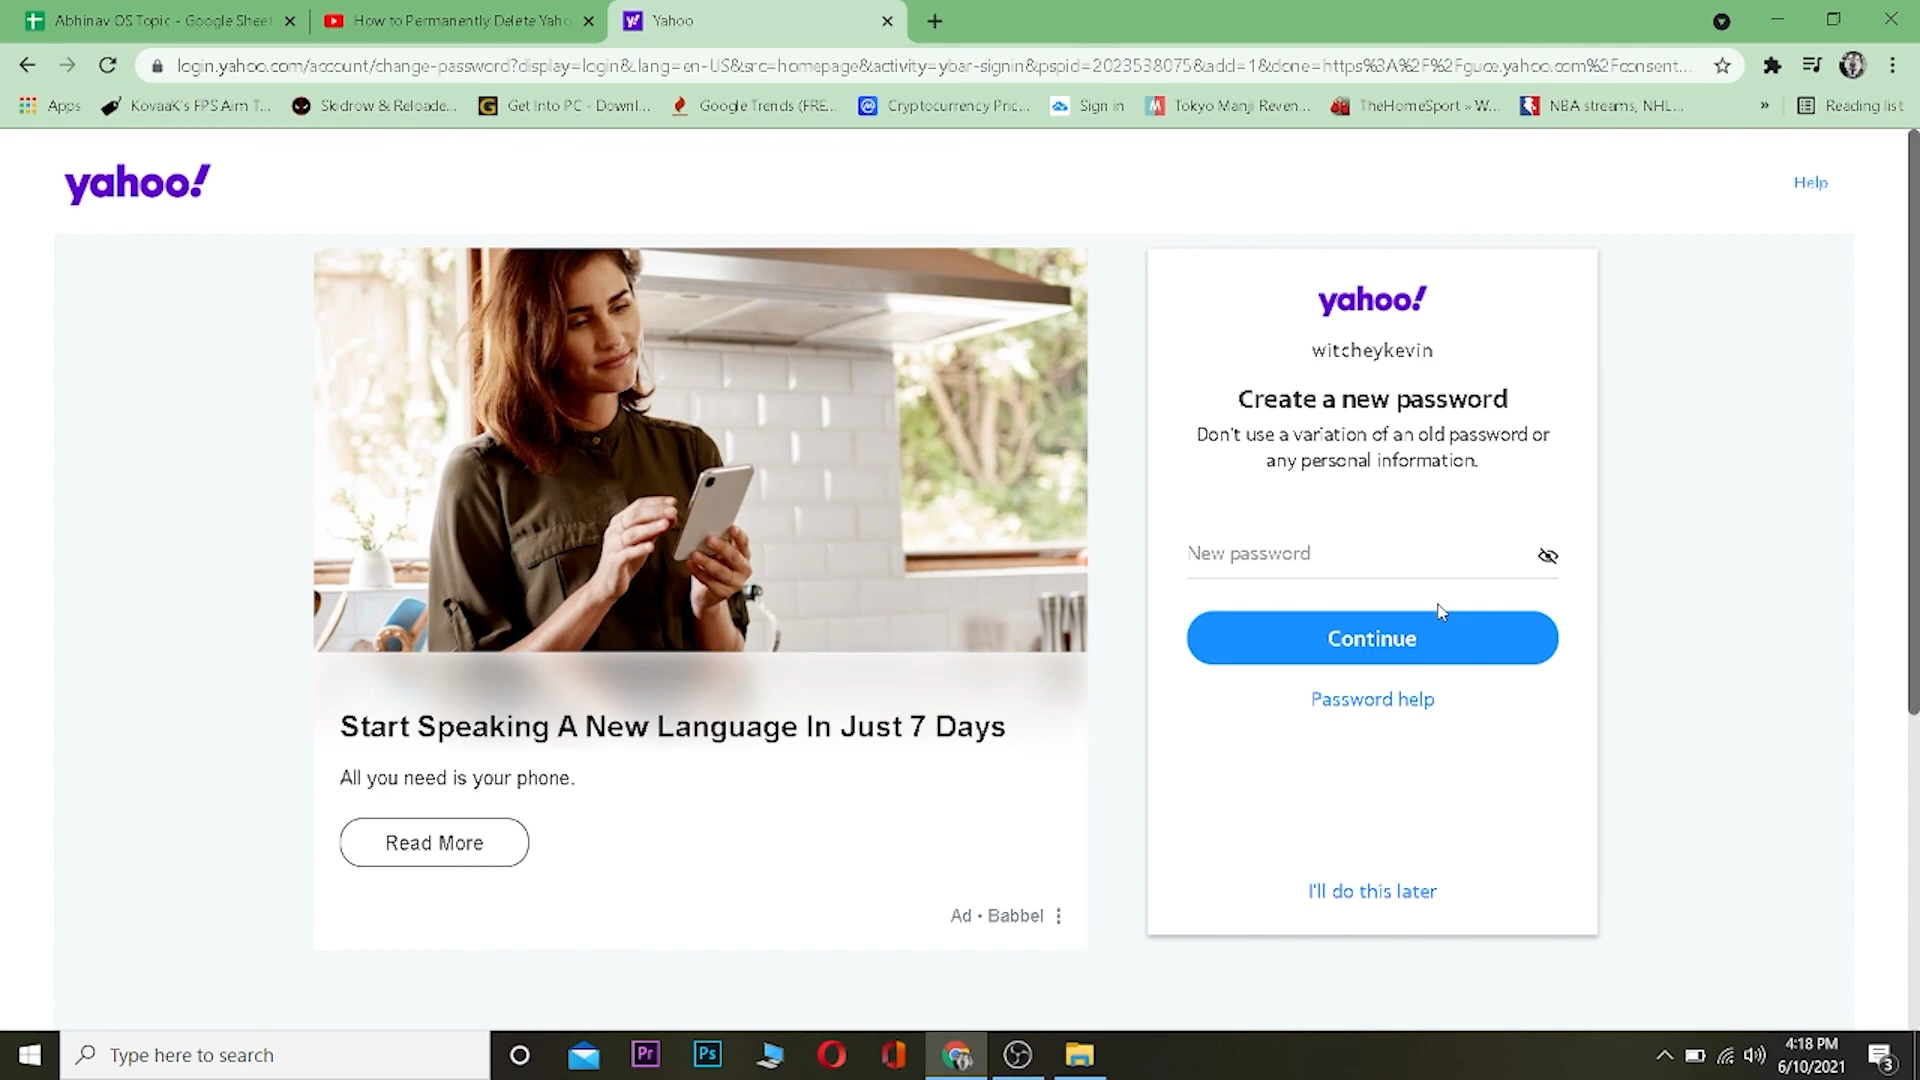 Abhinav OS Topic - Google Sheet
How to Permanently Delete Yaho
Yahoo
login.yahoo.com/account/change-password?display=login&.lang=en-US&src=homepage&activity=ybar-signin&pspid=2023538075&add=1&done=https%3A%2F%2Fguce.yahoo.com%2Fconsent...
Apps
KovaaK's FPS Aim T...
Skidrow & Reloade...
Get Into PC - Downl...
Google Trends (FRE...
Cryptocurrency Pric...
Sign in
Tokyo Manji Reven...
TheHomeSport » W...
NBA streams, NHL...
»
Reading list
yahoo!
Help
yahoo!
witcheykevin
Create a new password
Don't use a variation of an old password or
any personal information.
New password
Continue
Password help
I'll do this later
Start Speaking A New Language In Just 7 Days
All you need is your phone.
Read More
Ad • Babbel
Type here to search
Pr
Ps
4:18 PM
6/10/2021
3